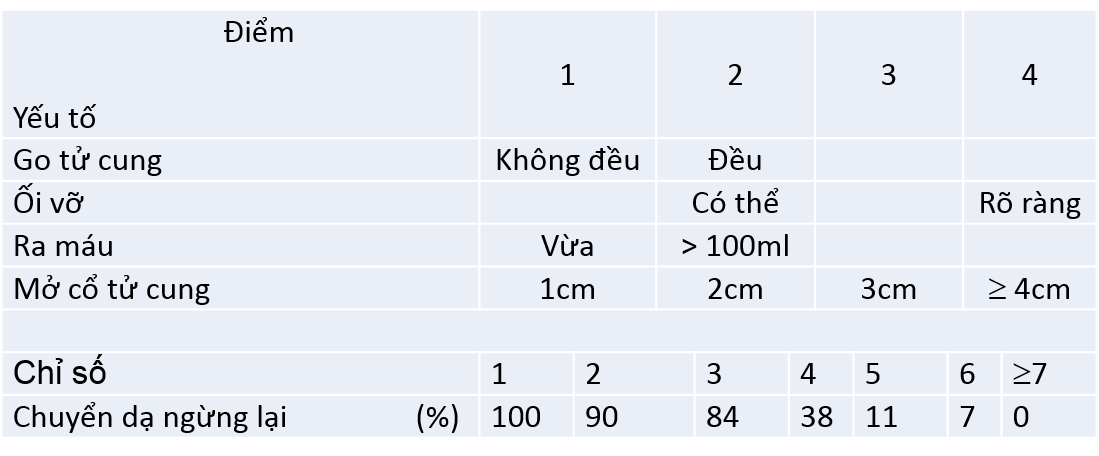 Điểm
1 2 3 4
Yếu tố
Go tử cung Không đều Đều
Ối vỡ Có thể Rõ ràng
Ra máu Vừa > 100ml
Mở cổ tử cung 1cm 2cm 3cm ≥ 4cm
Chỉ số 1 2 3 4 5 6 ≥7
Chuyển dạ ngừng lại (%) 100 90 84 38 11 7 0